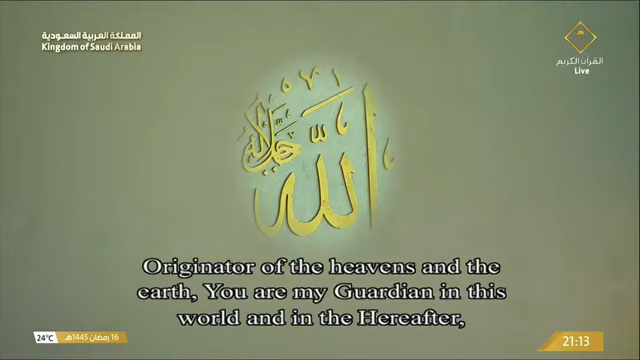 المملكة العربية السعودية
Kingdom of Saudi Arabia
القرآن الكريم
Live
الله
جل جلاله
Originator of the heavens and the
earth, You are my Guardian in this
world and in the Hereafter,
24°C
16 رمضان 1445هـ
21:13